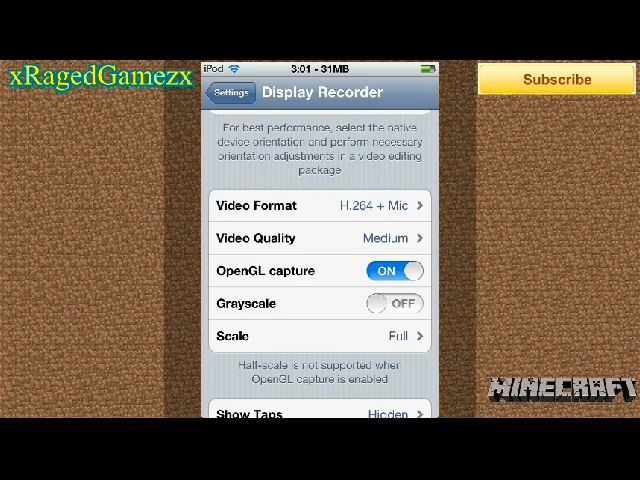 xRagedGamezx
Subscribe
iPod 3:01 - 31MB
Settings Display Recorder
For best performance, select the native
device orientation and perform necessary
orientation adjustments in a video editing
package
Video Format H.264 + Mic
Video Quality Medium
OpenGL capture ON
Grayscale OFF
Scale Full
Half-scale is not supported when
OpenGL capture is enabled
Show Taps Hidden
MINECRAFT